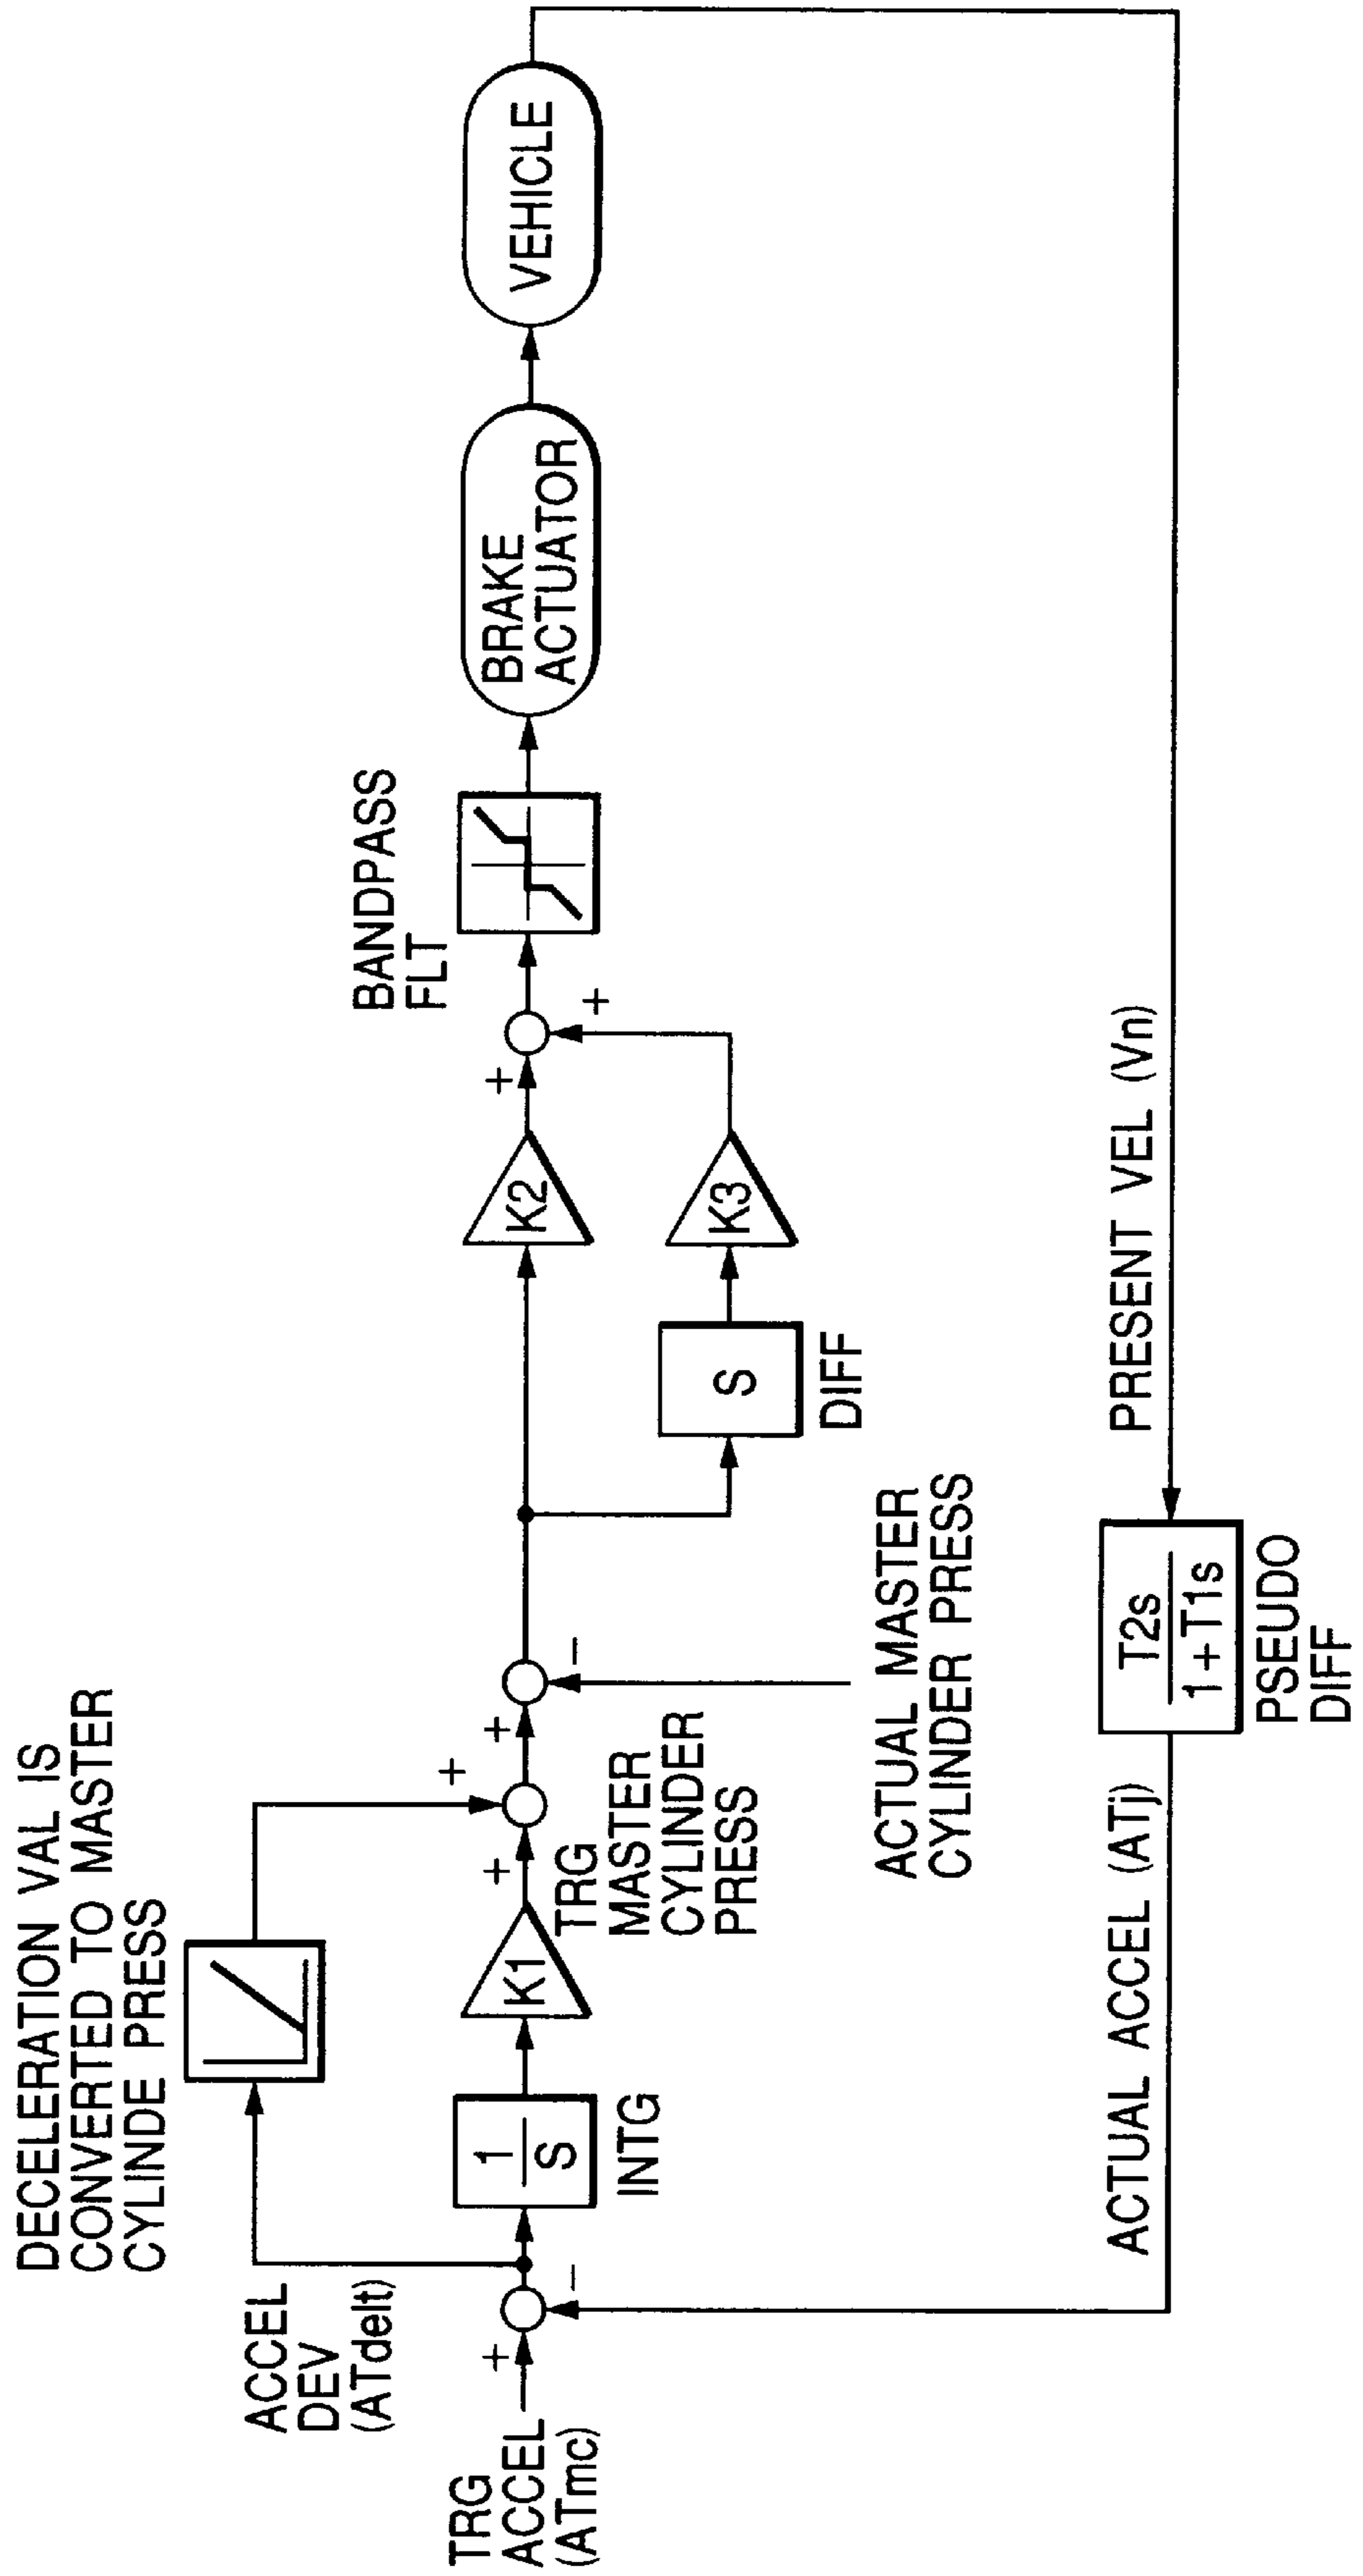 DECELERATION VAL IS
CONVERTED TO MASTER
CYLINDE PRESS
ACCEL
DEV
(ATdelt)
TRG
ACCEL
(ATmc)
+
−
1
S
INTG
K1
+
+
TRG
MASTER
CYLINDER
PRESS
+
−
ACTUAL MASTER
CYLINDER PRESS
S
DIFF
K2
K3
+
+
BANDPASS
FLT
BRAKE
ACTUATOR
VEHICLE
PRESENT VEL (Vn)
T2s
1+T1s
PSEUDO
DIFF
ACTUAL ACCEL (ATj)